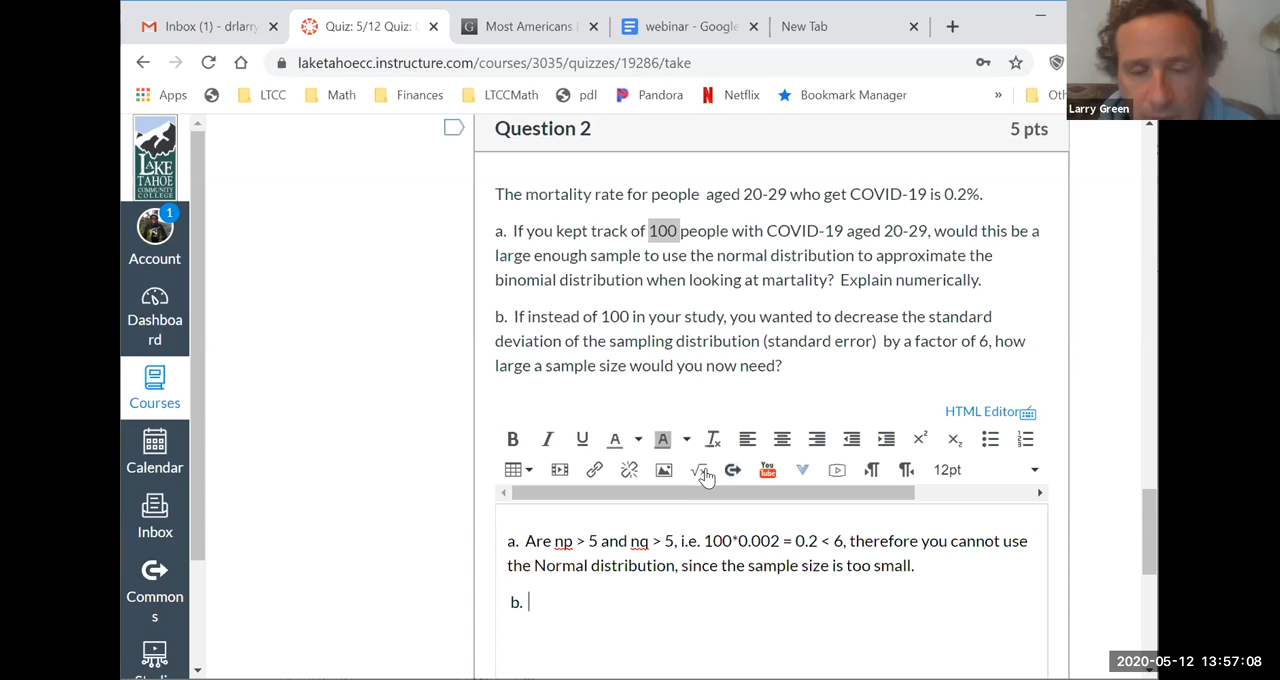 Inbox (1) - drlarry
Quiz: 5/12 Quiz:
Most Americans
webinar - Google
New Tab
laketahoecc.instructure.com/courses/3035/quizzes/19286/take
Apps
LTCC
Math
Finances
LTCCMath
pdl
Pandora
Netflix
Bookmark Manager
»
Larry Green
LAKE
TAHOE
COMMUNITY
COLLEGE
1
Account
Dashboa
rd
Courses
Calendar
Inbox
Common
s
Question 2
5 pts
The mortality rate for people aged 20-29 who get COVID-19 is 0.2%.
a. If you kept track of 100 people with COVID-19 aged 20-29, would this be a
large enough sample to use the normal distribution to approximate the
binomial distribution when looking at martality? Explain numerically.
b. If instead of 100 in your study, you wanted to decrease the standard
deviation of the sampling distribution (standard error) by a factor of 6, how
large a sample size would you now need?
HTML Editor
12pt
a. Are np > 5 and nq > 5, i.e. 100*0.002 = 0.2 < 6, therefore you cannot use
the Normal distribution, since the sample size is too small.
b.
2020-05-12 13:57:08